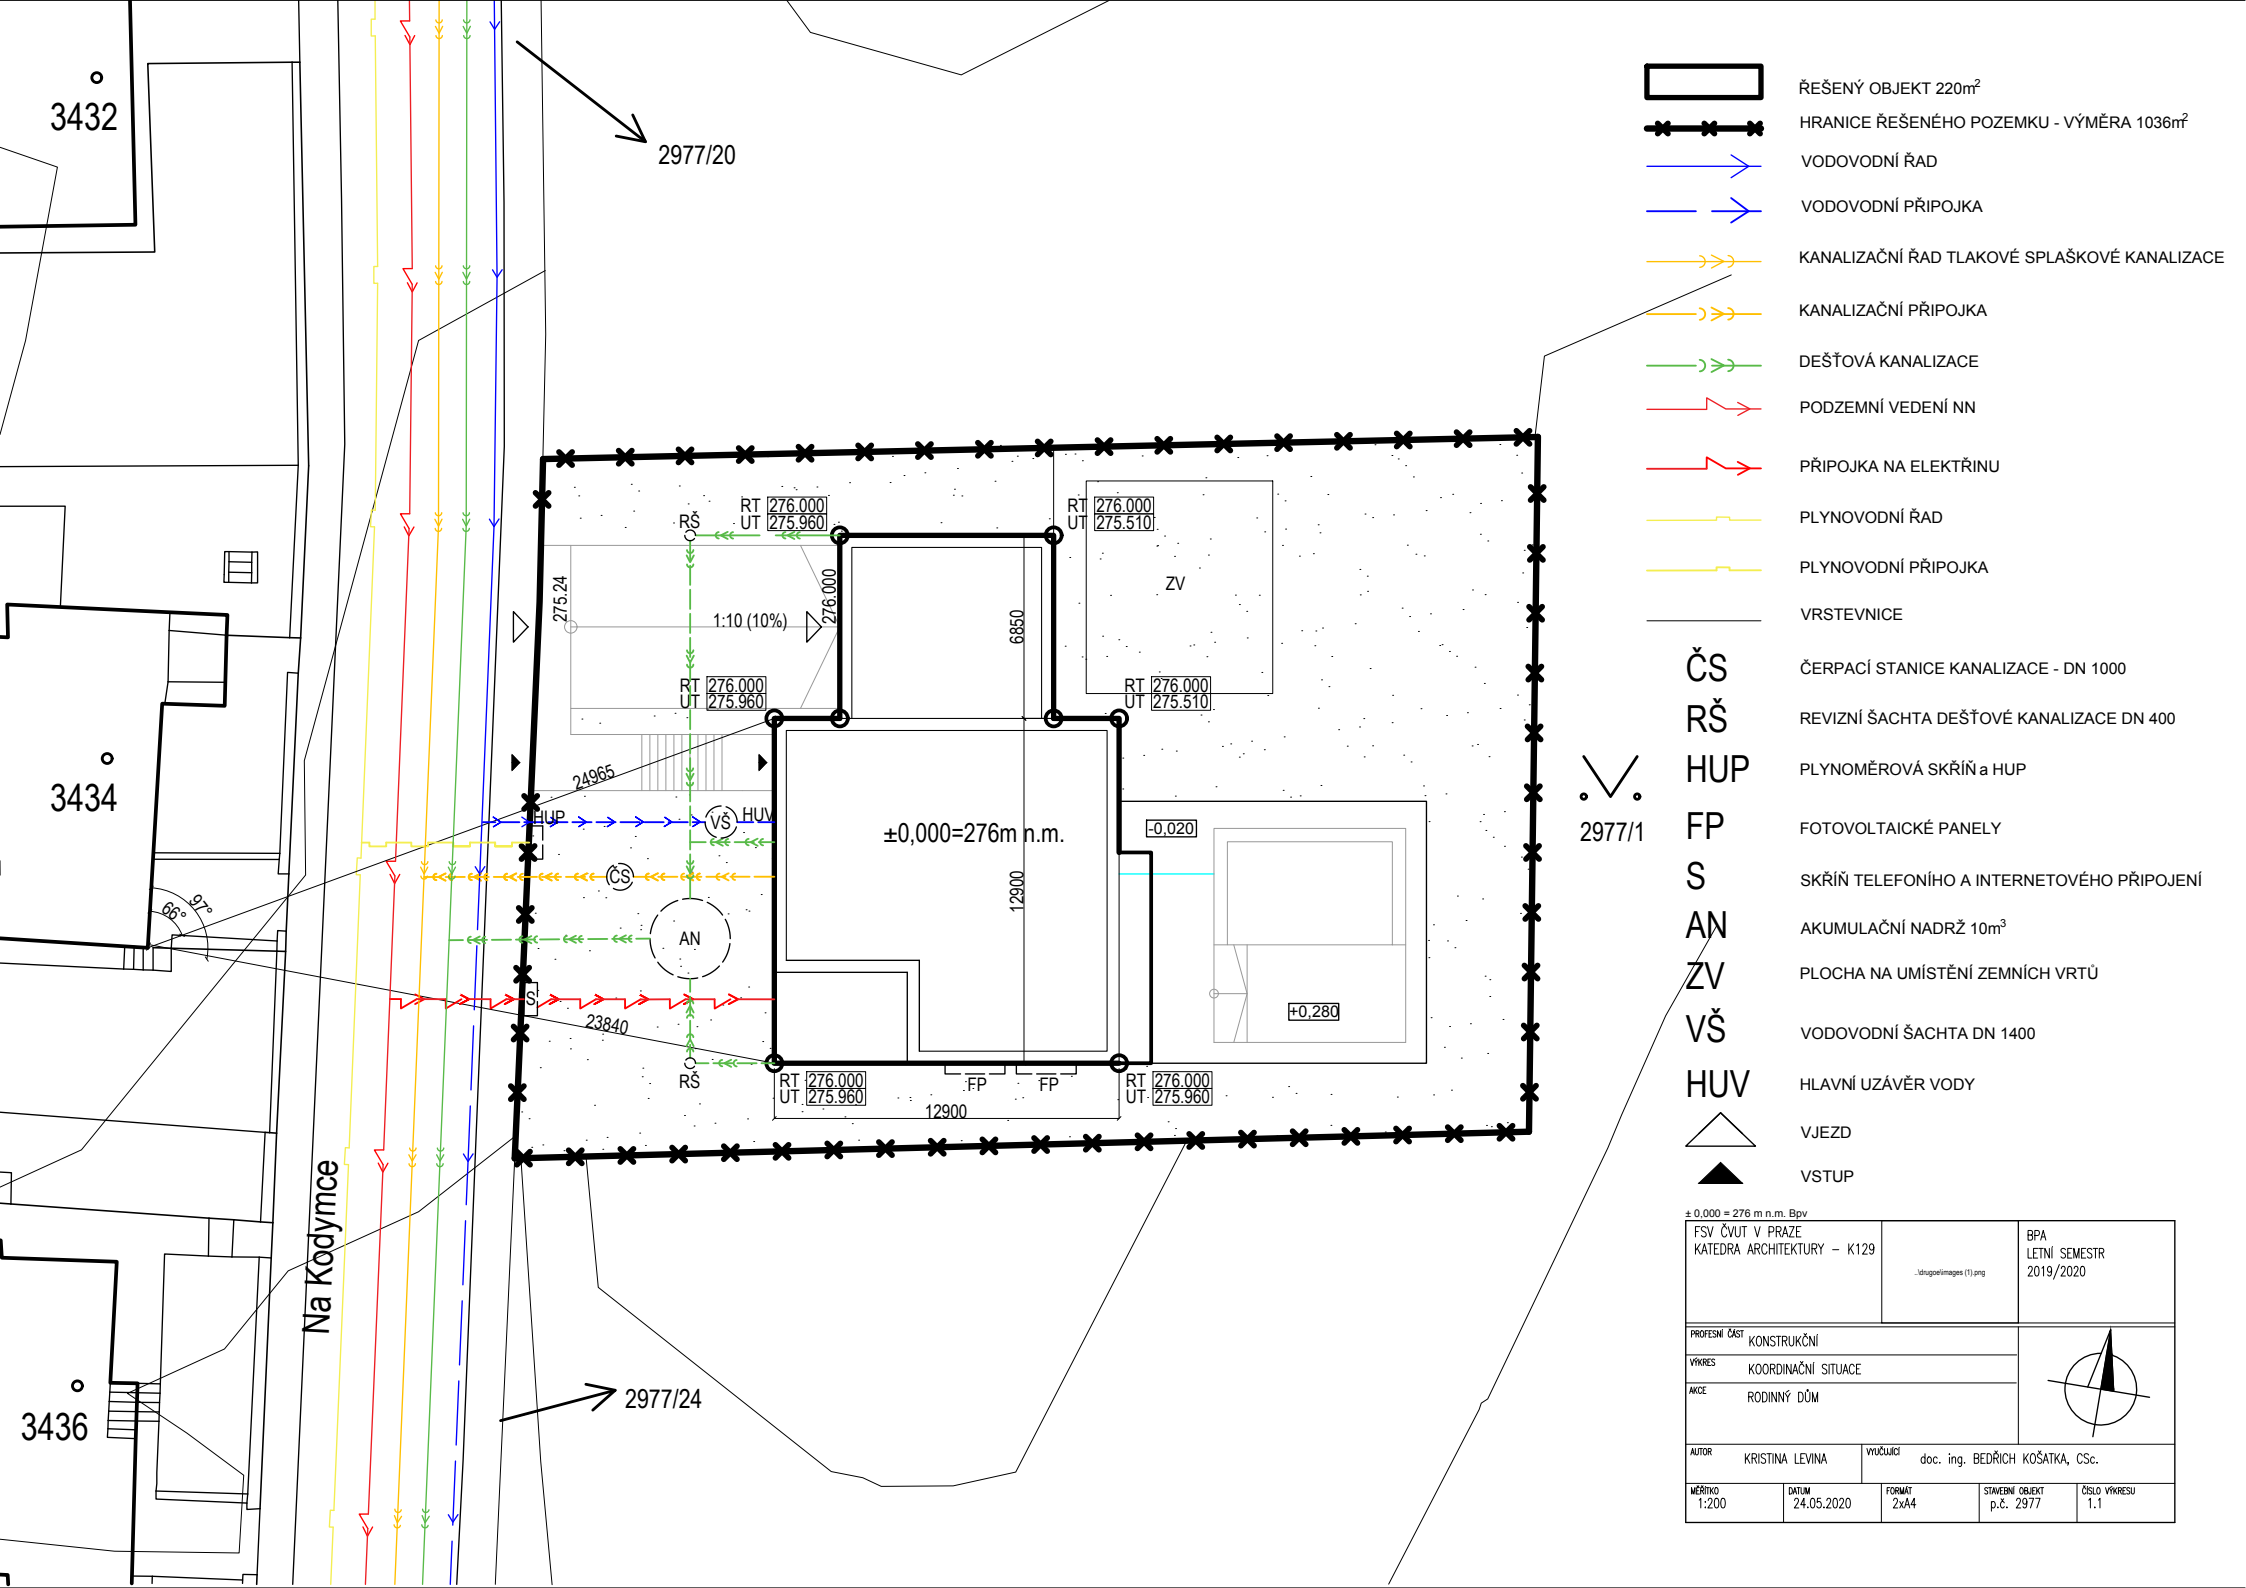 3432
2977/20
RŠ
RT 276.000
UT 275.960
RT 276.000
UT 275.510
275.24
1:10 (10%)
276.000
6850
ZV
RT 276.000
UT 275.960
RT 276.000
UT 275.510
3434
24965
HUP
VŠ
HUV
±0,000=276m n.m.
-0,020
2977/1
ČS
12900
66°
97°
AN
S
23840
+0,280
RŠ
RT 276.000
UT 275.960
FP
FP
RT 276.000
UT 275.960
12900
Na Kodymce
2977/24
3436
ŘEŠENÝ OBJEKT 220m²
HRANICE ŘEŠENÉHO POZEMKU - VÝMĚRA 1036m²
VODOVODNÍ ŘAD
VODOVODNÍ PŘIPOJKA
KANALIZAČNÍ ŘAD TLAKOVÉ SPLAŠKOVÉ KANALIZACE
KANALIZAČNÍ PŘIPOJKA
DEŠŤOVÁ KANALIZACE
PODZEMNÍ VEDENÍ NN
PŘIPOJKA NA ELEKTŘINU
PLYNOVODNÍ ŘAD
PLYNOVODNÍ PŘIPOJKA
VRSTEVNICE
ČS ČERPACÍ STANICE KANALIZACE - DN 1000
RŠ REVIZNÍ ŠACHTA DEŠŤOVÉ KANALIZACE DN 400
HUP PLYNOMĚROVÁ SKŘÍŇ a HUP
FP FOTOVOLTAICKÉ PANELY
S SKŘÍŇ TELEFONÍHO A INTERNETOVÉHO PŘIPOJENÍ
AN AKUMULAČNÍ NADRŽ 10m³
ZV PLOCHA NA UMÍSTĚNÍ ZEMNÍCH VRTŮ
VŠ VODOVODNÍ ŠACHTA DN 1400
HUV HLAVNÍ UZÁVĚR VODY
VJEZD
VSTUP
± 0,000 = 276 m n.m. Bpv
FSV ČVUT V PRAZE
KATEDRA ARCHITEKTURY – K129
..\drugoe\images (1).png
BPA
LETNÍ SEMESTR
2019/2020
PROFESNÍ ČÁST KONSTRUKČNÍ
VÝKRES KOORDINAČNÍ SITUACE
AKCE RODINNÝ DŮM
AUTOR KRISTINA LEVINA
VYUČUJÍCÍ doc. ing. BEDŘICH KOŠATKA, CSc.
MĚŘÍTKO 1:200
DATUM 24.05.2020
FORMÁT 2xA4
STAVEBNÍ OBJEKT p.č. 2977
ČÍSLO VÝKRESU 1.1